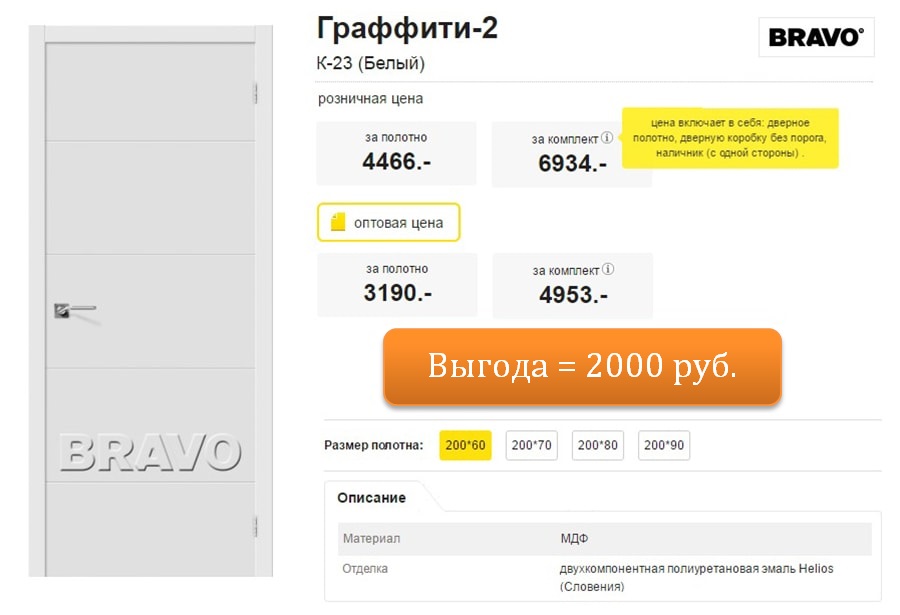 Граффити-2
BRAVO
К-23 (Белый)
розничная цена
за полотно
4466.-
за комплект
6934.-
цена включает в себя: дверное
полотно, дверную коробку без порога,
наличник (с одной стороны) .
оптовая цена
за полотно
3190.-
за комплект
4953.-
Выгода = 2000 руб.
BRAVO
Размер полотна: 200*60 200*70 200*80 200*90
Описание
Материал МДФ
Отделка двухкомпонентная полиуретановая эмаль Helios
(Словения)